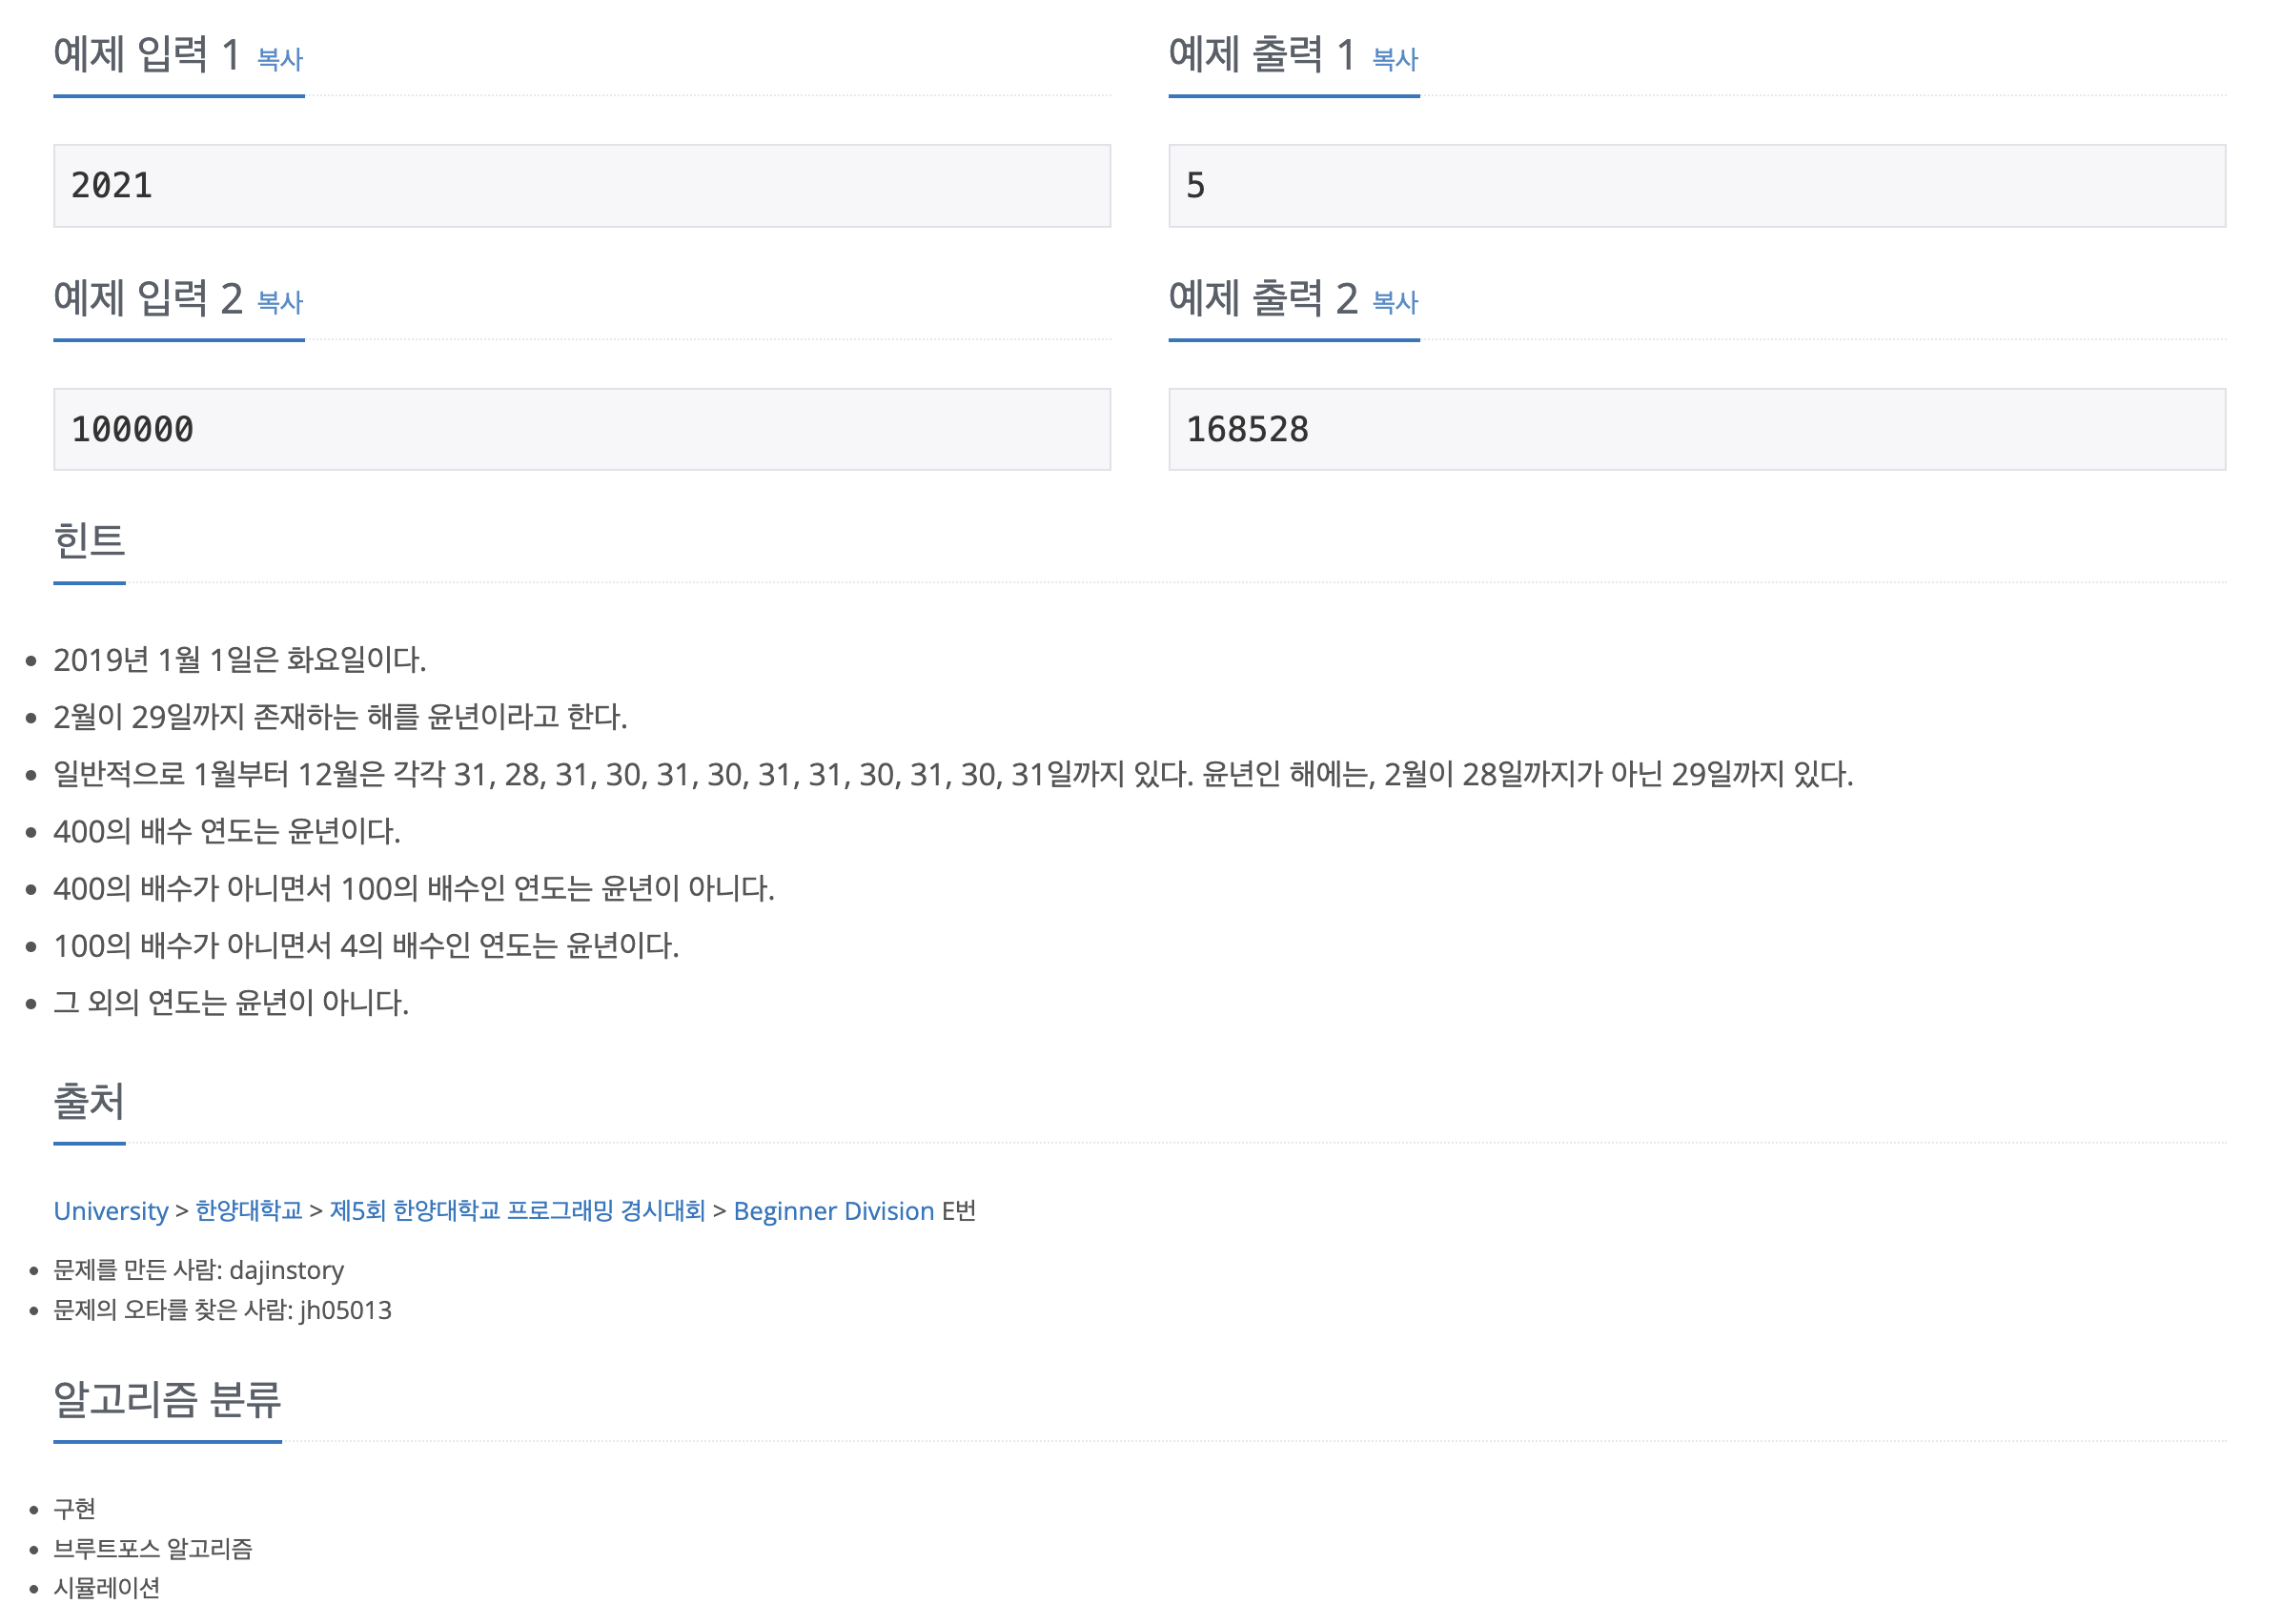 예제 입력 1 복사
예제 출력 1 복사
2021
5
예제 입력 2 복사
예제 출력 2 복사
100000
168528
힌트
2019년 1월 1일은 화요일이다.
2월이 29일까지 존재하는 해를 윤년이라고 한다.
일반적으로 1월부터 12월은 각각 31, 28, 31, 30, 31, 30, 31, 31, 30, 31, 30, 31일까지 있다. 윤년인 해에는, 2월이 28일까지가 아닌 29일까지 있다.
400의 배수 연도는 윤년이다.
400의 배수가 아니면서 100의 배수인 연도는 윤년이 아니다.
100의 배수가 아니면서 4의 배수인 연도는 윤년이다.
그 외의 연도는 윤년이 아니다.
출처
University > 한양대학교 > 제5회 한양대학교 프로그래밍 경시대회 > Beginner Division E번
문제를 만든 사람: dajinstory
문제의 오타를 찾은 사람: jh05013
알고리즘 분류
구현
브루트포스 알고리즘
시뮬레이션